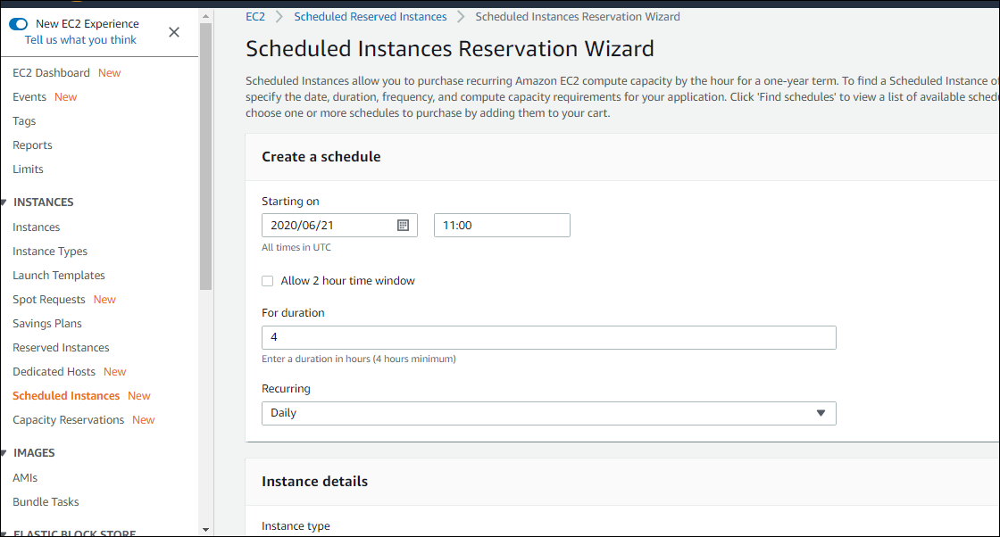 New EC2 Experience
Tell us what you think
EC2 Dashboard New
Events New
Tags
Reports
Limits
INSTANCES
Instances
Instance Types
Launch Templates
Spot Requests New
Savings Plans
Reserved Instances
Dedicated Hosts New
Scheduled Instances New
Capacity Reservations New
IMAGES
AMIs
Bundle Tasks
ELASTIC BLOCK STORE
EC2 > Scheduled Reserved Instances > Scheduled Instances Reservation Wizard
Scheduled Instances Reservation Wizard
Scheduled Instances allow you to purchase recurring Amazon EC2 compute capacity by the hour for a one-year term. To find a Scheduled Instance
specify the date, duration, frequency, and compute capacity requirements for your application. Click 'Find schedules' to view a list of available
choose one or more schedules to purchase by adding them to your cart.
Create a schedule
Starting on
2020/06/21 11:00
All times in UTC
Allow 2 hour time window
For duration
4
Enter a duration in hours (4 hours minimum)
Recurring
Daily
Instance details
Instance type